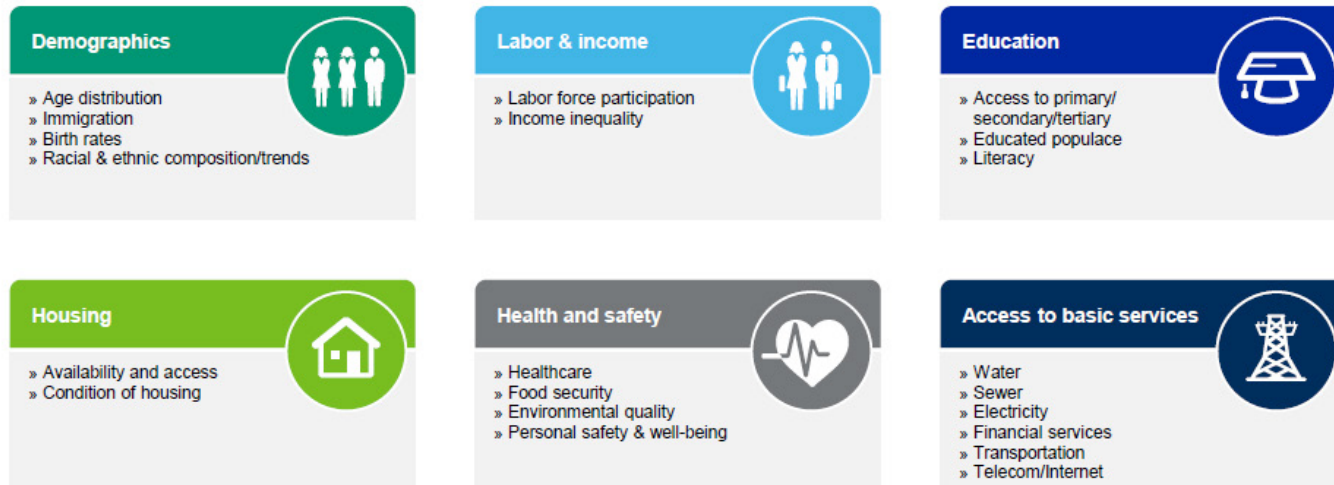 Demographics
» Age distribution
» Immigration
» Birth rates
» Racial & ethnic composition/trends
Labor & income
» Labor force participation
» Income inequality
Education
» Access to primary/
secondary/tertiary
» Educated populace
» Literacy
Housing
» Availability and access
» Condition of housing
Health and safety
» Healthcare
» Food security
» Environmental quality
» Personal safety & well-being
Access to basic services
» Water
» Sewer
» Electricity
» Financial services
» Transportation
» Telecom/Internet